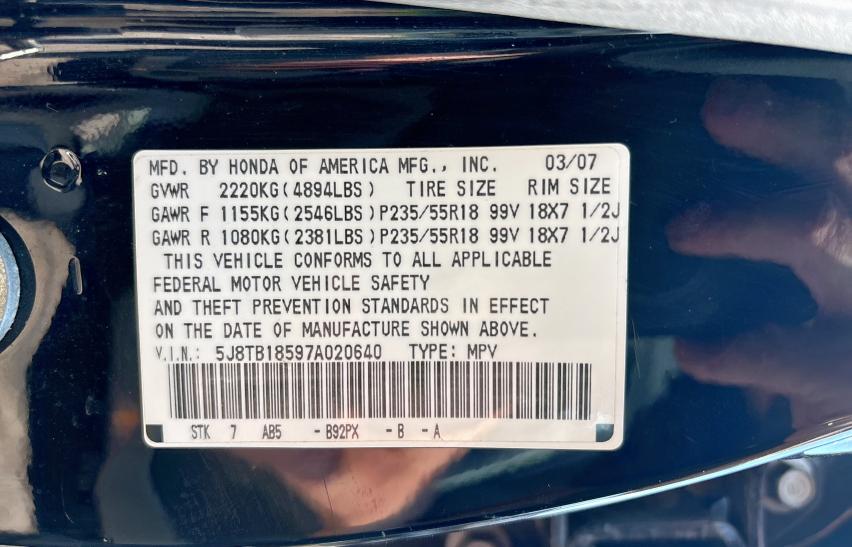 MFD. BY HONDA OF AMERICA MFG., INC. 03/07
GVWR 2220KG(4894LBS) TIRE SIZE RIM SIZE
GAWR F 1155KG(2546LBS)P235/55R18 99V 18X7 1/2J
GAWR R 1080KG(2381LBS)P235/55R18 99V 18X7 1/2J
THIS VEHICLE CONFORMS TO ALL APPLICABLE
FEDERAL MOTOR VEHICLE SAFETY
AND THEFT PREVENTION STANDARDS IN EFFECT
ON THE DATE OF MANUFACTURE SHOWN ABOVE.
V.I.N.: 5J8TB18597A020640 TYPE: MPV
STK 7 AB5 -B92PX -B -A